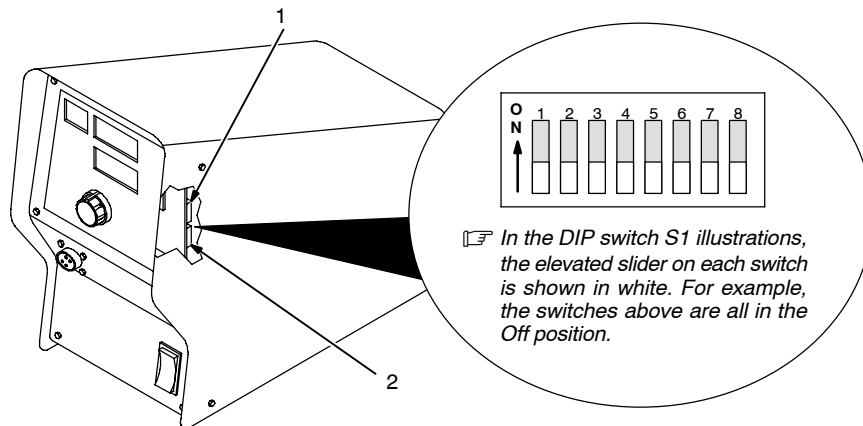 1
O
N
1 2 3 4 5 6 7 8
☞ In the DIP switch S1 illustrations,
the elevated slider on each switch
is shown in white. For example,
the switches above are all in the
Off position.
2